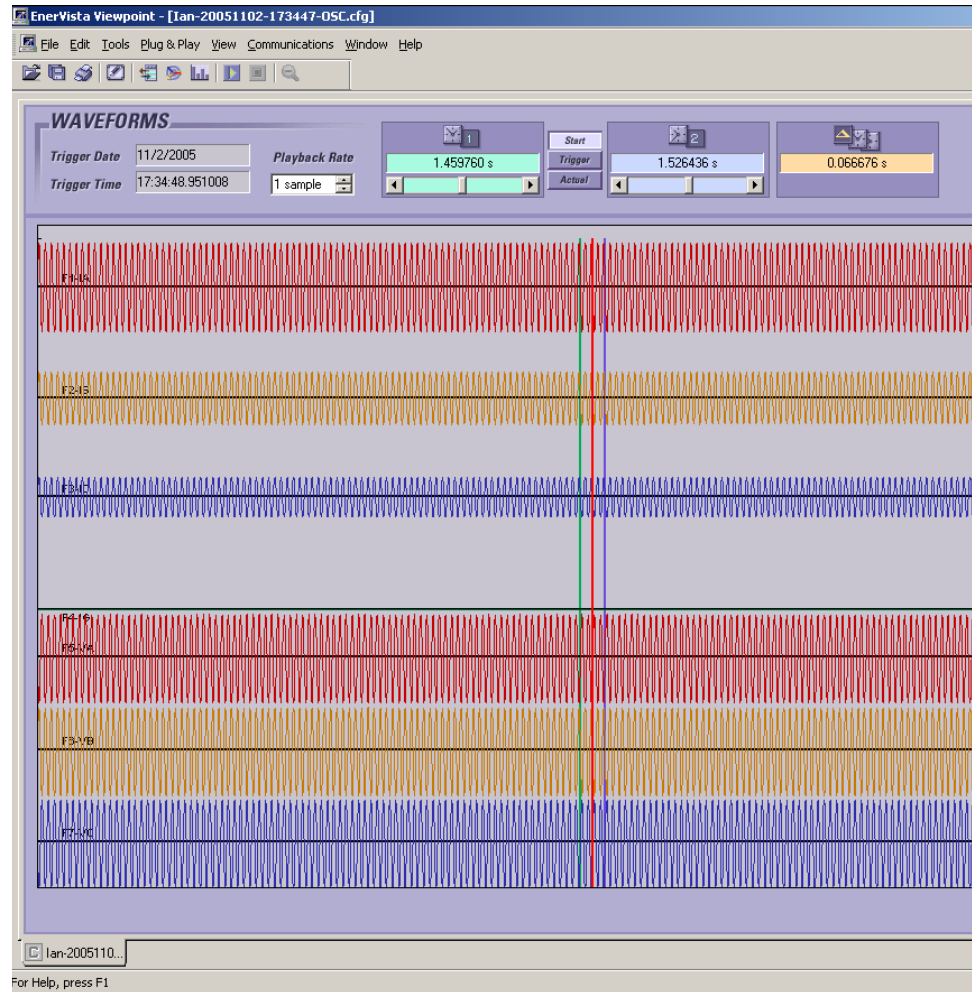 EnerVista Viewpoint - [Ian-20051102-173447-OSC.cfg]
File Edit Tools Plug & Play View Communications Window Help
WAVEFORMS
Trigger Date 11/2/2005 Playback Rate
Trigger Time 17:34:48.951008 1 sample
1
1.459760 s
Start
Trigger
Actual
2
1.526436 s
0.066676 s
F1-IA
F2-IB
F3-IC
F4-IG
F5-VA
F6-VB
F7-VC
Ian-2005110...
For Help, press F1